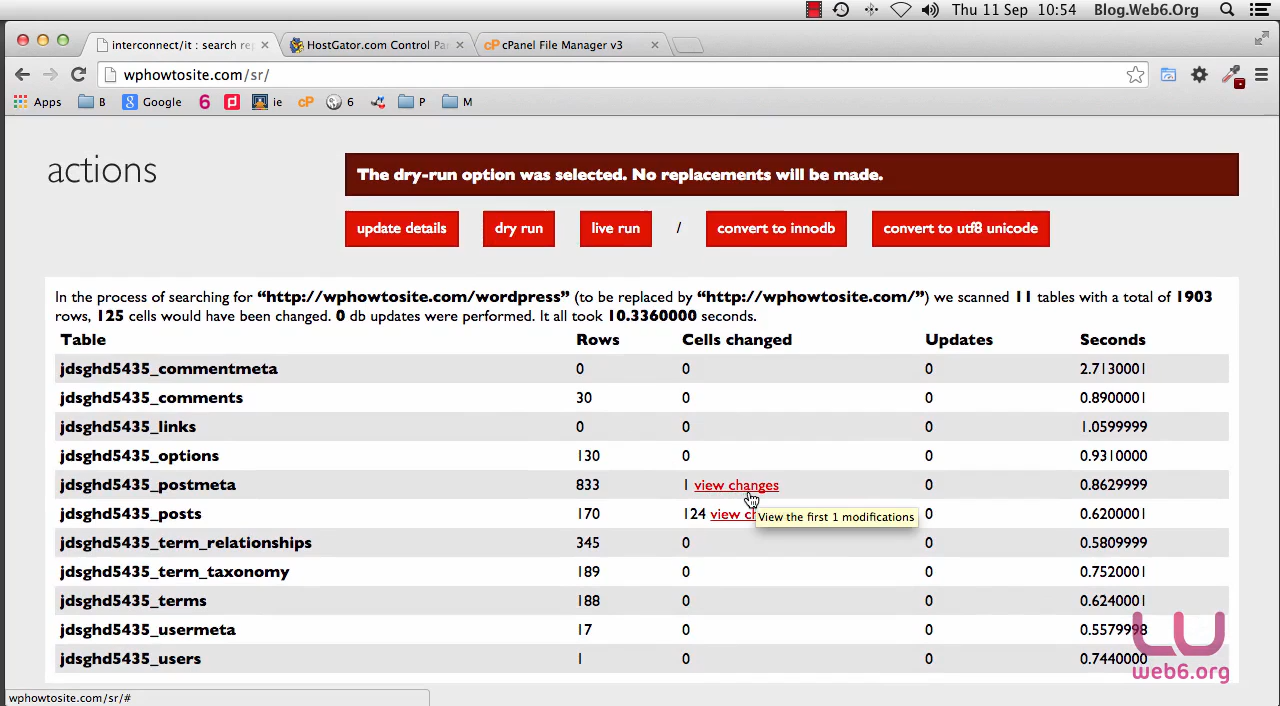 Thu 11 Sep 10:54 Blog.Web6.Org
interconnect/it : search rep
HostGator.com Control Pa
cP cPanel File Manager v3
wphowtosite.com/sr/
Apps B Google 6 ie cP 6 P M
actions
The dry-run option was selected. No replacements will be made.
update details dry run live run / convert to innodb convert to utf8 unicode
In the process of searching for “http://wphowtosite.com/wordpress” (to be replaced by “http://wphowtosite.com/”) we scanned 11 tables with a total of 1903
rows, 125 cells would have been changed. 0 db updates were performed. It all took 10.3360000 seconds.
Table Rows Cells changed Updates Seconds
jdsghd5435_commentmeta 0 0 0 2.7130001
jdsghd5435_comments 30 0 0 0.8900001
jdsghd5435_links 0 0 0 1.0599999
jdsghd5435_options 130 0 0 0.9310000
jdsghd5435_postmeta 833 1 view changes 0 0.8629999
jdsghd5435_posts 170 124 view ch 0 0.6200001
View the first 1 modifications
jdsghd5435_term_relationships 345 0 0 0.5809999
jdsghd5435_term_taxonomy 189 0 0 0.7520001
jdsghd5435_terms 188 0 0 0.6240001
jdsghd5435_usermeta 17 0 0 0.5579998
jdsghd5435_users 1 0 0 0.7440000
web6.org
wphowtosite.com/sr/#